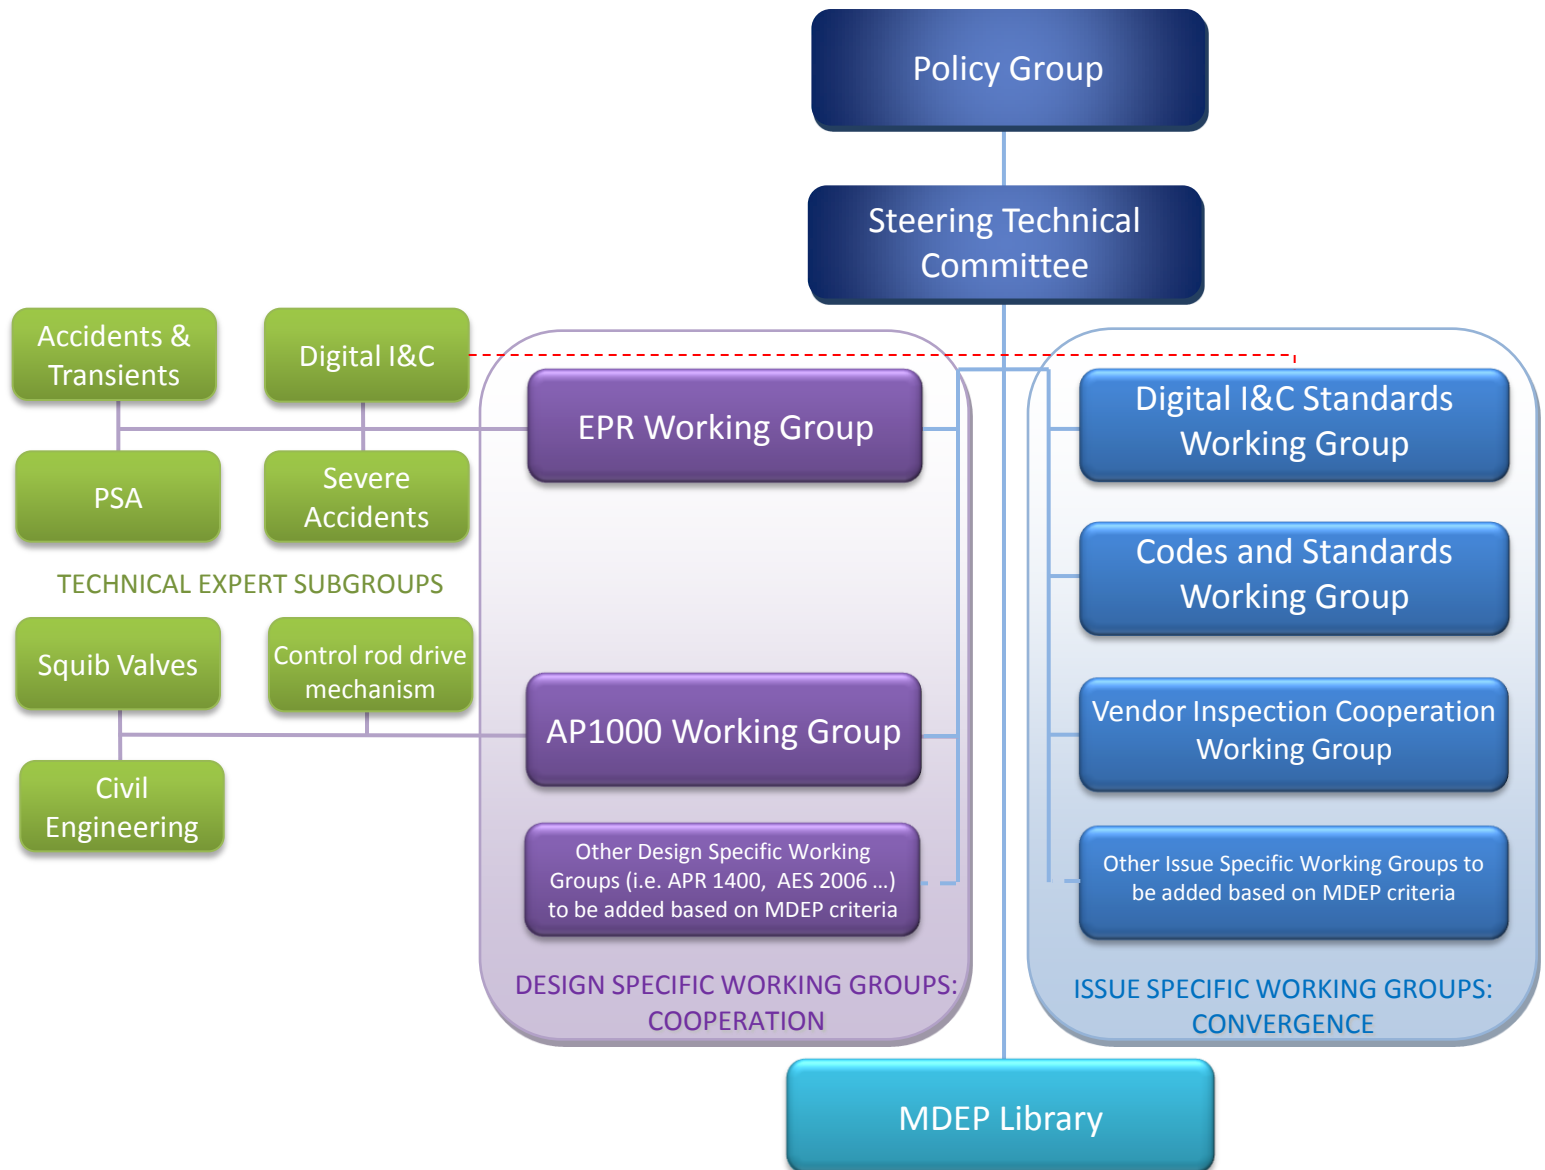 Policy Group
Steering Technical
Committee
Accidents &
Transients
Digital I&C
PSA
Severe
Accidents
TECHNICAL EXPERT SUBGROUPS
Squib Valves
Control rod drive
mechanism
Civil
Engineering
EPR Working Group
AP1000 Working Group
Other Design Specific Working
Groups (i.e. APR 1400, AES 2006 ...)
to be added based on MDEP criteria
DESIGN SPECIFIC WORKING GROUPS:
COOPERATION
Digital I&C Standards
Working Group
Codes and Standards
Working Group
Vendor Inspection Cooperation
Working Group
Other Issue Specific Working Groups to
be added based on MDEP criteria
ISSUE SPECIFIC WORKING GROUPS:
CONVERGENCE
MDEP Library